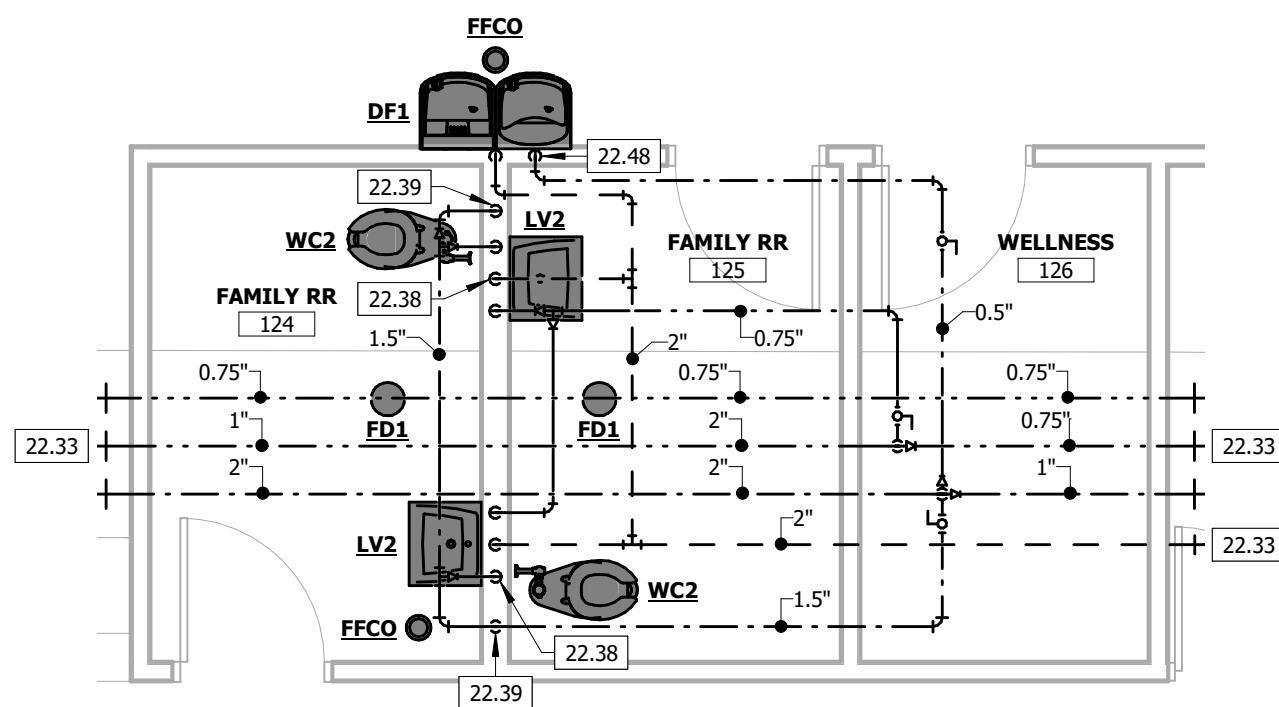 FFCO
DF1
22.48
22.39
LV2
WC2
FAMILY RR
125
WELLNESS
126
FAMILY RR
124
22.38
0.5"
1.5"
2"
0.75"
0.75"
0.75"
0.75"
FD1
FD1
22.33
1"
2"
0.75"
22.33
2"
2"
1"
LV2
2"
22.33
WC2
1.5"
FFCO
22.38
22.39